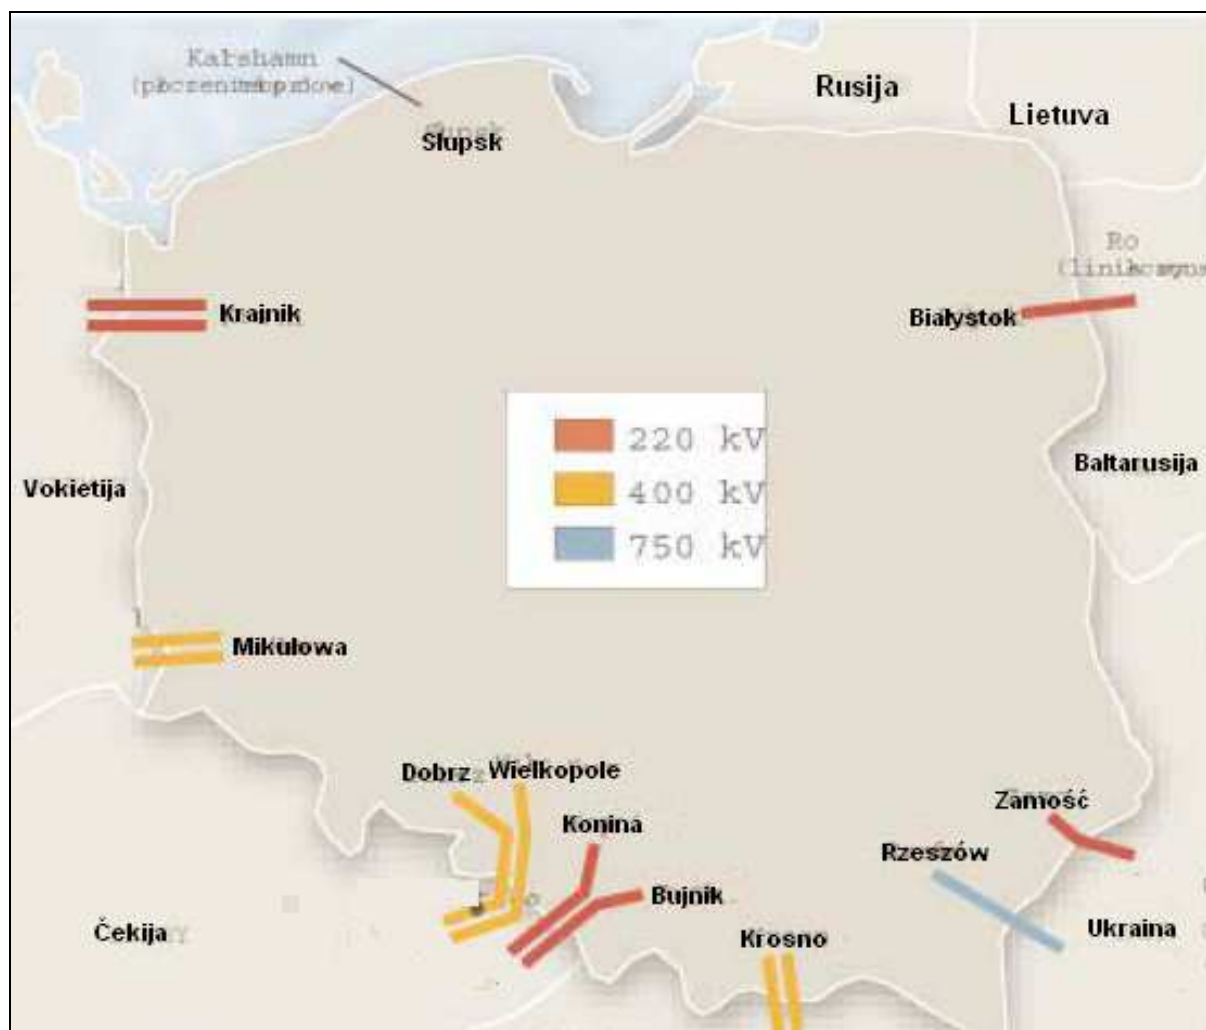 Rusija
Lietuva
Słupsk
Ro
Krajnik
Białystok
220 kV
400 kV
750 kV
Vokietija
Baltarusija
Mikułowa
Dobrz Wielkopole
Zamość
Konina
Rzeszów
Bujnik
Čekija
Krosno
Ukraina